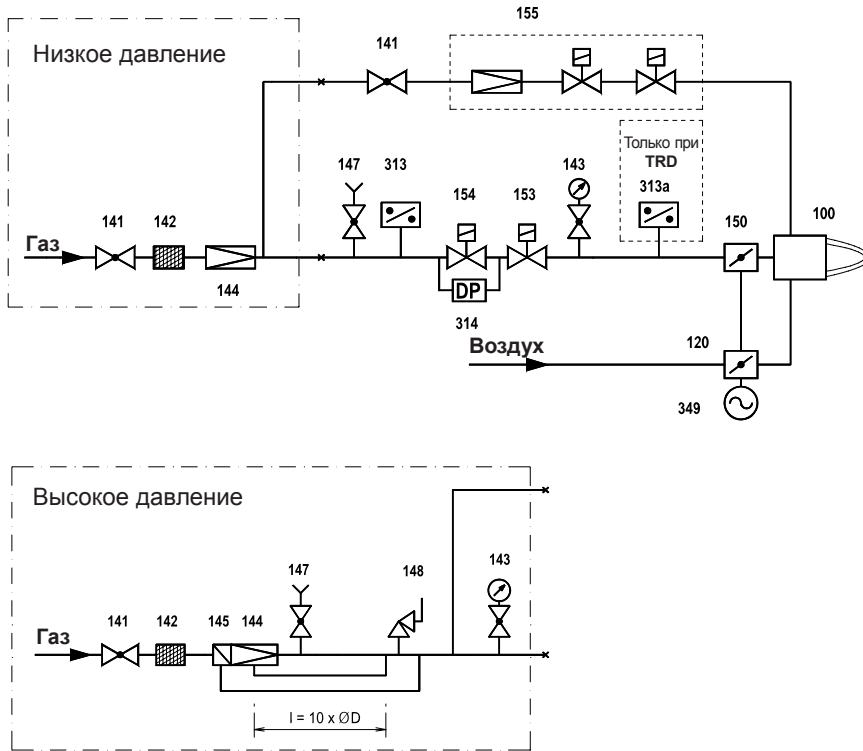 155
Низкое давление
141
Только при
TRD
147
313
143
313a
154
153
141
142
150
100
Газ
144
DP
314
Воздух
120
349
Высокое давление
147
148
143
141
142
145
144
Газ
l = 10 x ØD